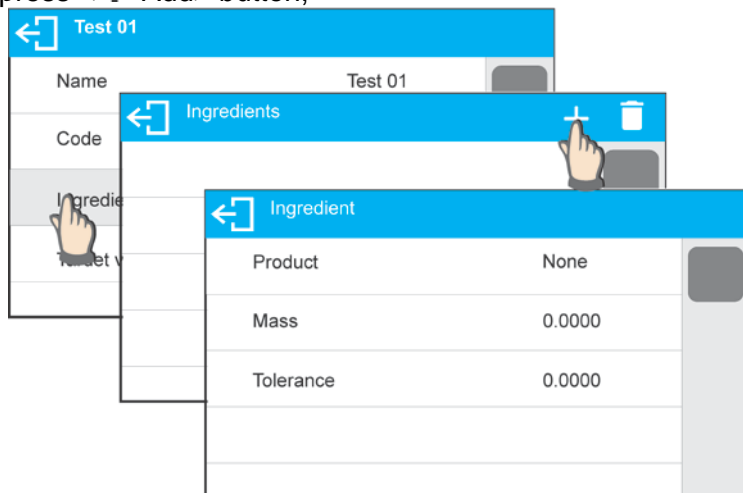 Test 01
Name Test 01
Code
Ingredients
Ingredient
Product None
Mass 0.0000
Tolerance 0.0000